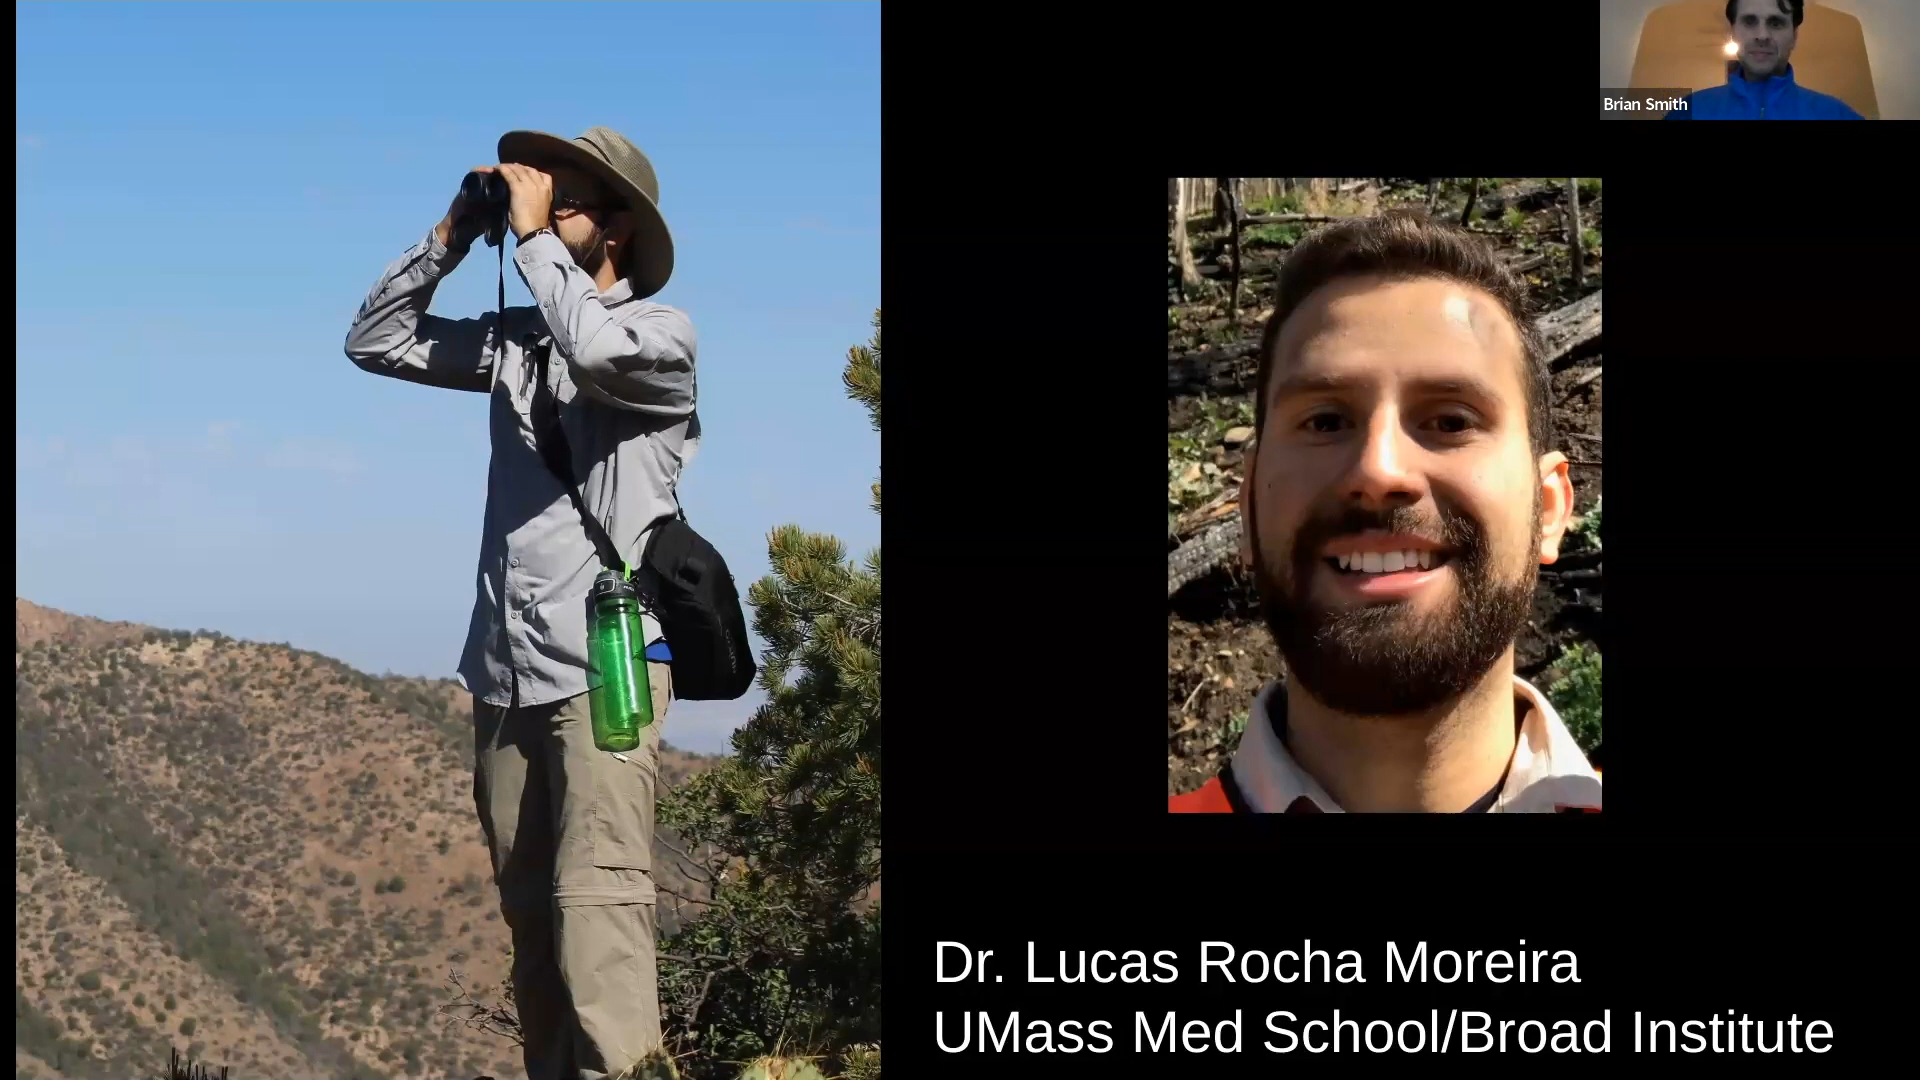 Brian Smith
Dr. Lucas Rocha Moreira
UMass Med School/Broad Institute